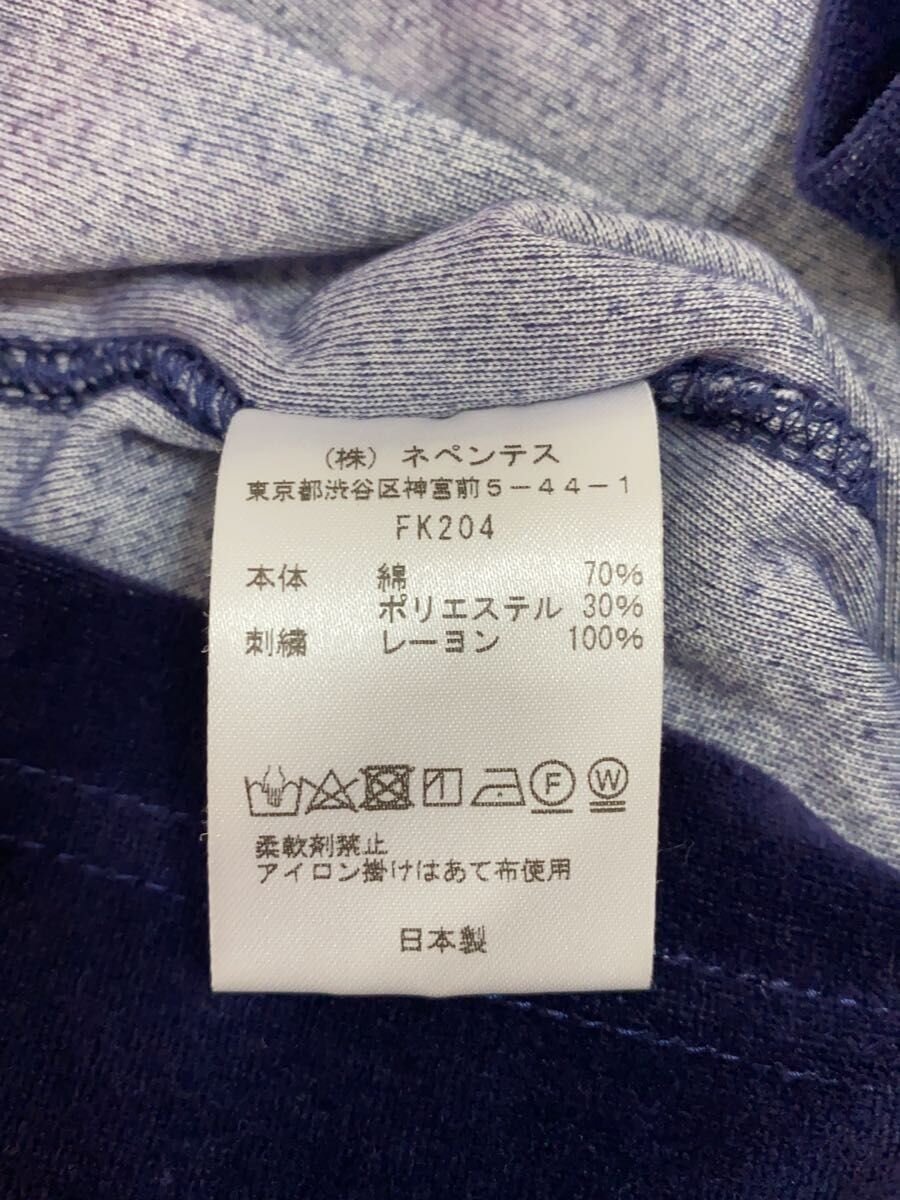 （株）ネペンテス
東京都渋谷区神宮前５－４４－１
FK204
本体 綿 70%
ポリエステル 30%
刺繍 レーヨン 100%
F W
柔軟剤禁止
アイロン掛けはあて布使用
日本製